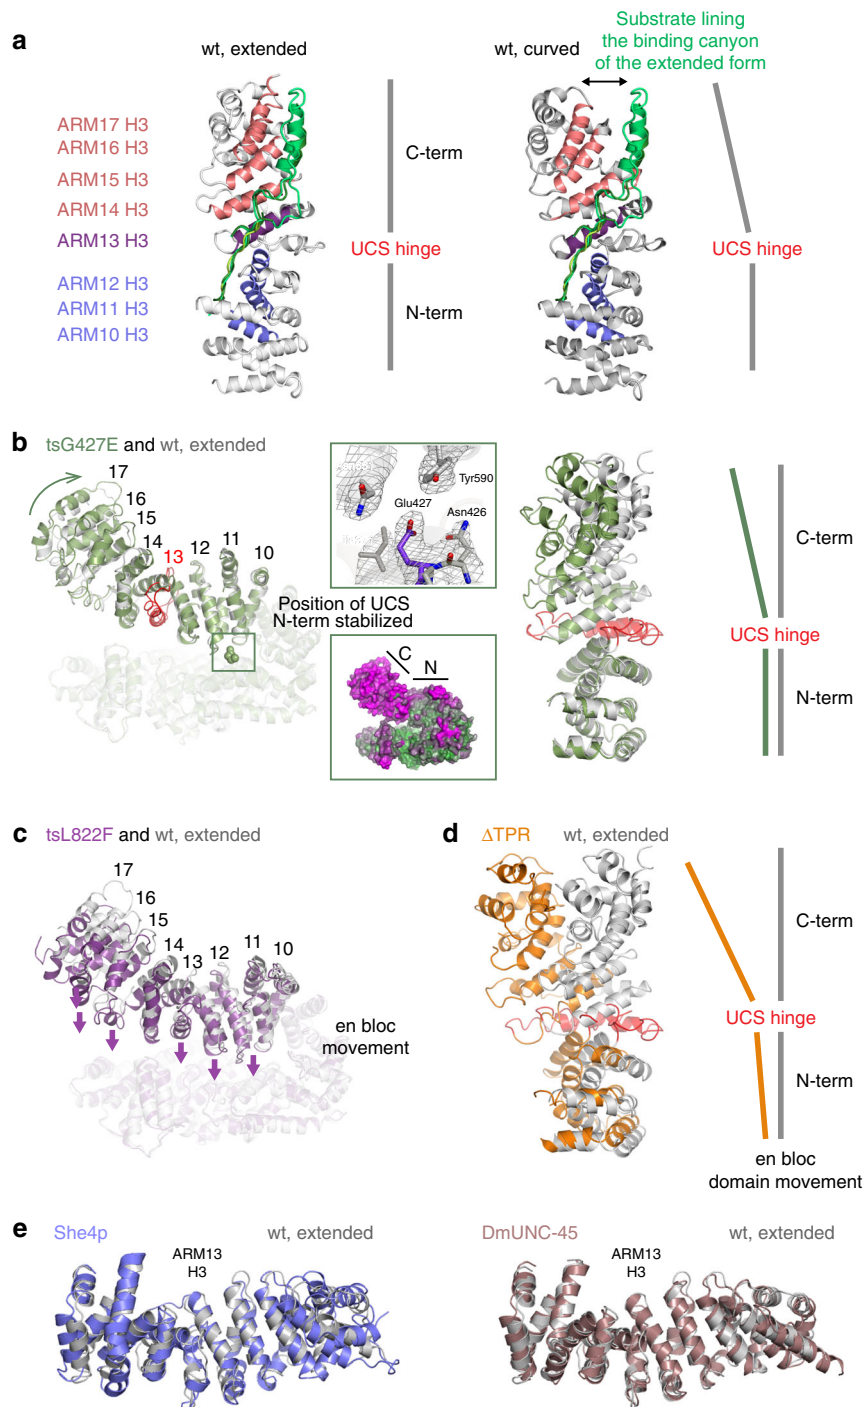 a
wt, extended
wt, curved
Substrate lining
the binding canyon
of the extended form
ARM17 H3
ARM16 H3
ARM15 H3
ARM14 H3
ARM13 H3
ARM12 H3
ARM11 H3
ARM10 H3
C-term
UCS hinge
N-term
UCS hinge
b
tsG427E and wt, extended
17
16
15
14
13
12
11
10
Tyr590
Glu427
Asn426
Position of UCS
N-term stabilized
C
N
C-term
UCS hinge
N-term
c
tsL822F and wt, extended
17
16
15
14
13
12
11
10
en bloc
movement
d
ΔTPR
wt, extended
C-term
UCS hinge
N-term
en bloc
domain movement
e
She4p
wt, extended
ARM13
H3
DmUNC-45
wt, extended
ARM13
H3